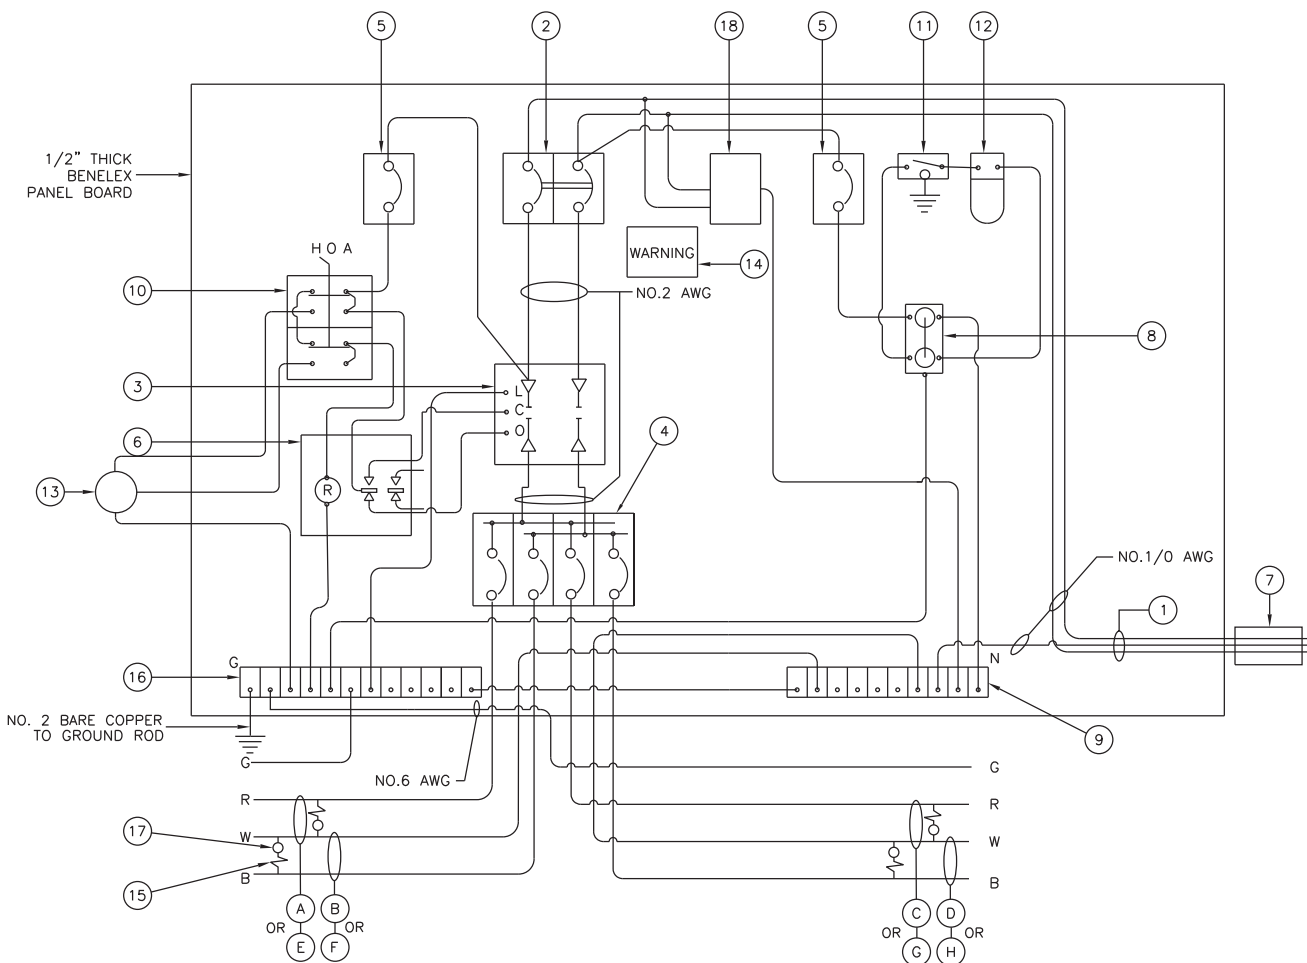 5
2
18
5
11
12
1/2" THICK
BENELEX
PANEL BOARD
H O A
WARNING
14
10
NO.2 AWG
8
3
L
C
O
6
4
13
R
NO.1/0 AWG
7
1
G
N
16
NO. 2 BARE COPPER
TO GROUND ROD
9
G
G
NO.6 AWG
R
R
17
W
W
15
B
B
A
B
C
D
OR
OR
OR
OR
E
F
G
H